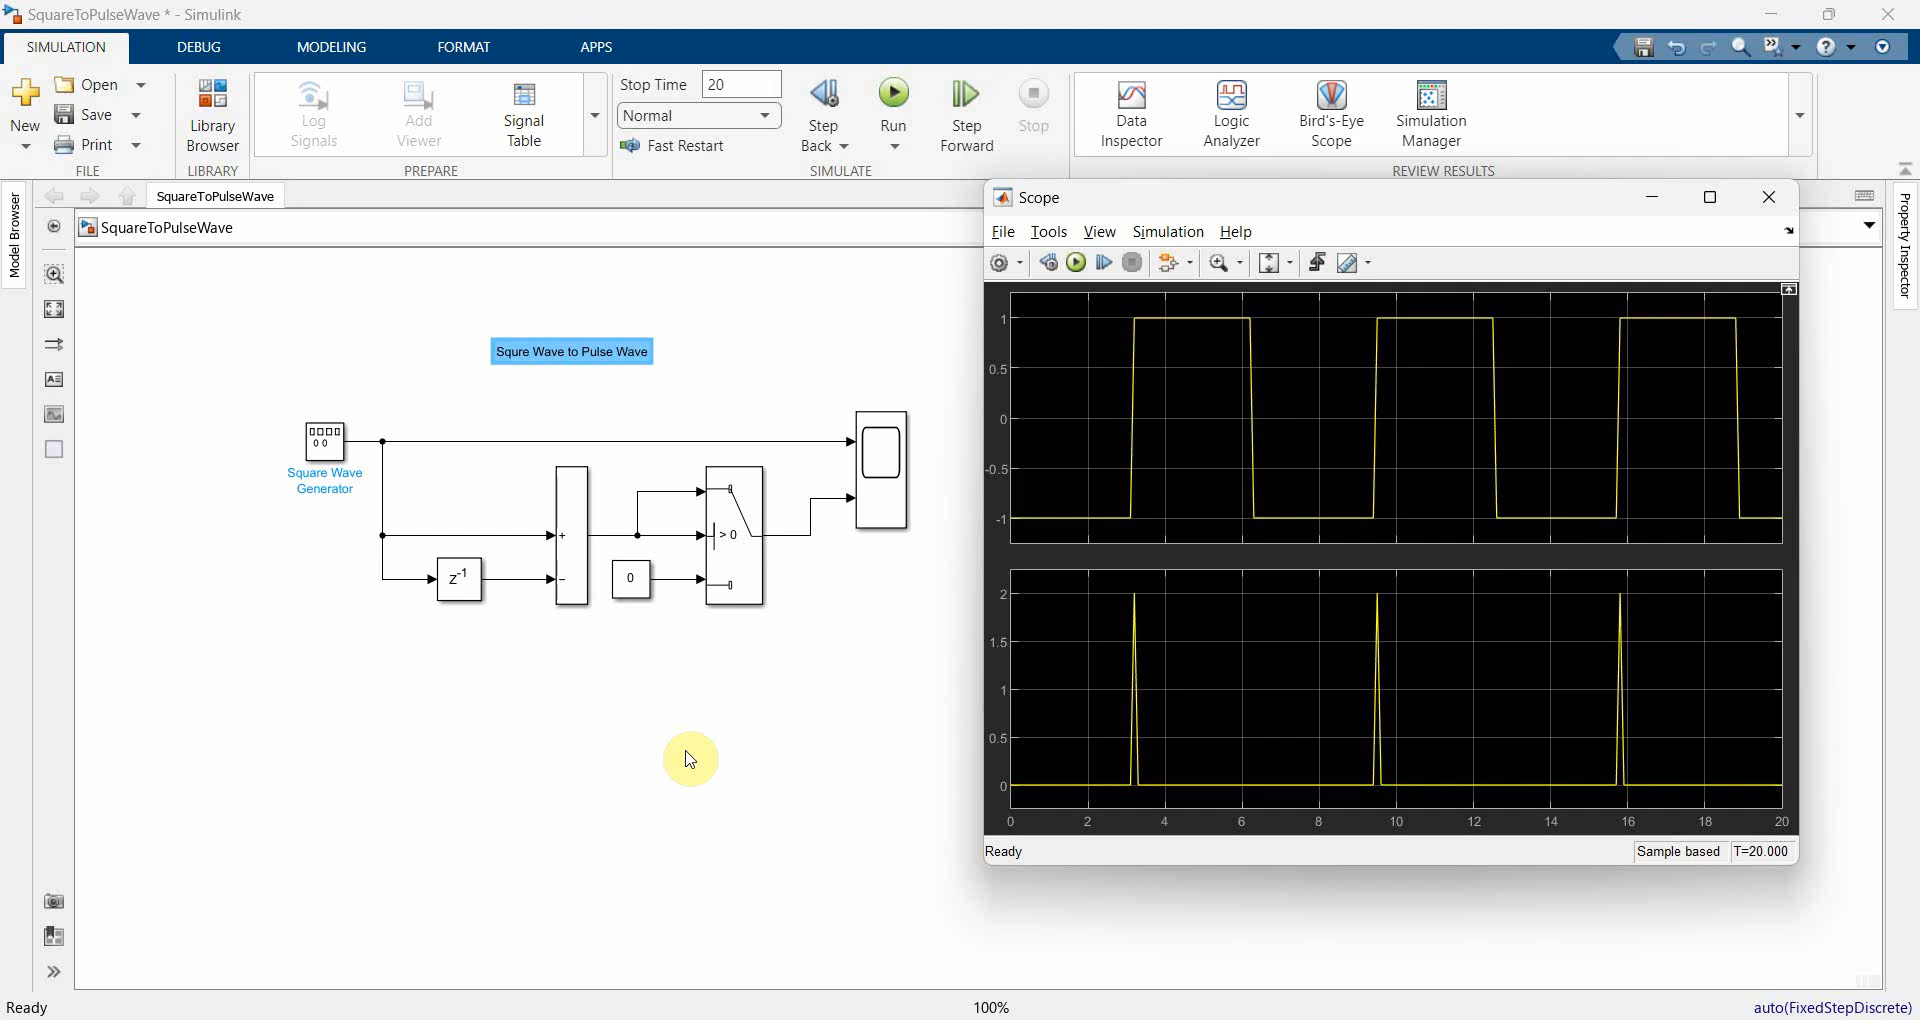 SquareToPulseWave * - Simulink
SIMULATION DEBUG MODELING FORMAT APPS
New
Open
Save
Print
FILE
Library
Browser
LIBRARY
Log
Signals
Add
Viewer
Signal
Table
PREPARE
Stop Time 20
Normal
Fast Restart
Step
Back
Run
Step
Forward
Stop
SIMULATE
Data
Inspector
Logic
Analyzer
Bird's-Eye
Scope
Simulation
Manager
REVIEW RESULTS
Model Browser
SquareToPulseWave
SquareToPulseWave
Property Inspector
Squre Wave to Pulse Wave
Square Wave
Generator
+
−
z-1
0
> 0
Scope
File Tools View Simulation Help
1
0.5
0
-0.5
-1
2
1.5
1
0.5
0
0 2 4 6 8 10 12 14 16 18 20
Ready Sample based T=20.000
Ready 100% auto(FixedStepDiscrete)